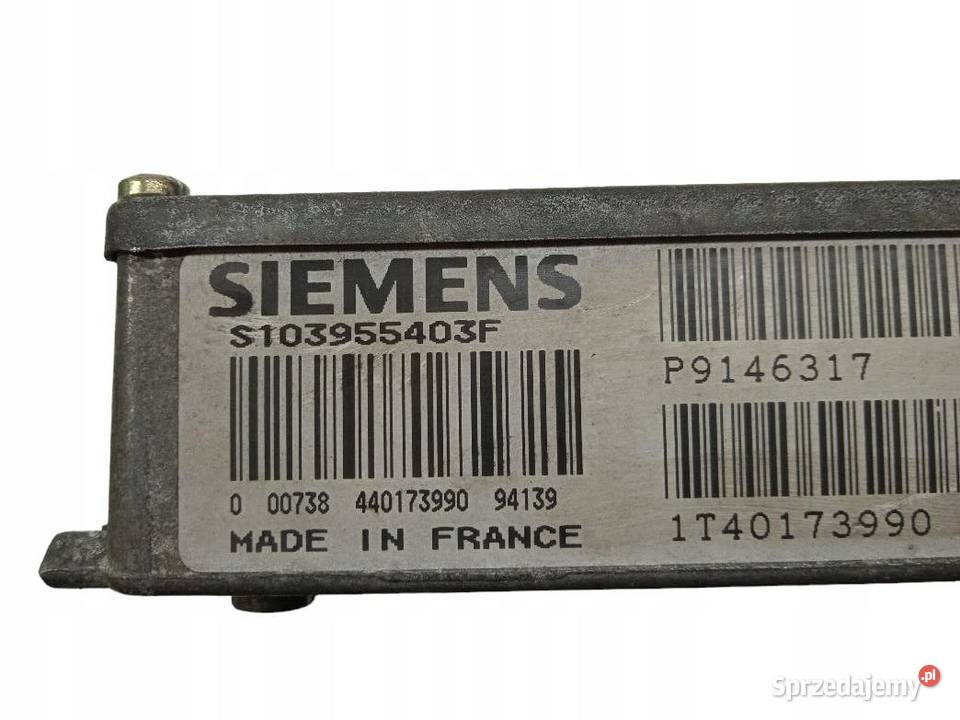 SIEMENS
S103955403F
0 00738 440173990 94139
MADE IN FRANCE
P9146317
1T40173990
Sprzedajemy.pl